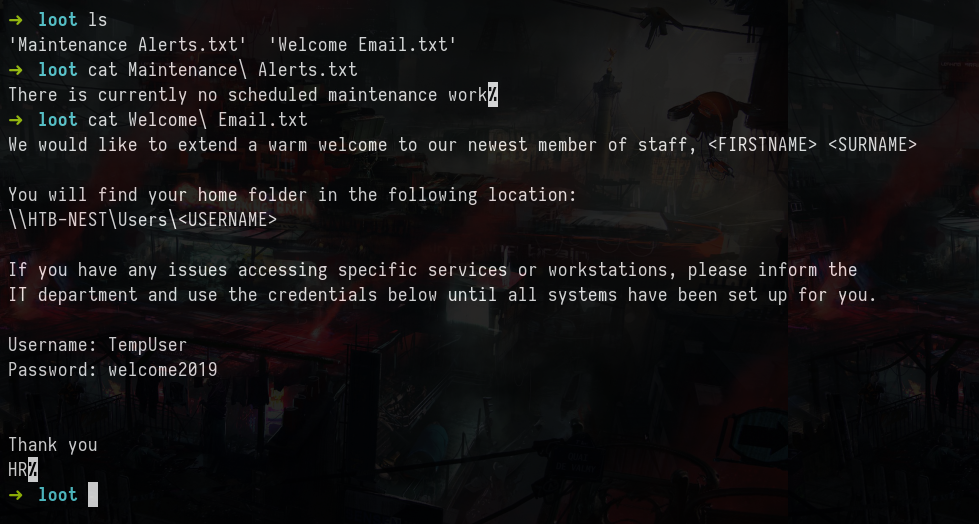 ➜ loot ls
'Maintenance Alerts.txt'  'Welcome Email.txt'
➜ loot cat Maintenance\ Alerts.txt
There is currently no scheduled maintenance work%
➜ loot cat Welcome\ Email.txt
We would like to extend a warm welcome to our newest member of staff, <FIRSTNAME> <SURNAME>
You will find your home folder in the following location:
\\HTB-NEST\Users\<USERNAME>
If you have any issues accessing specific services or workstations, please inform the
IT department and use the credentials below until all systems have been set up for you.
Username: TempUser
Password: welcome2019
Thank you
HR%
➜ loot